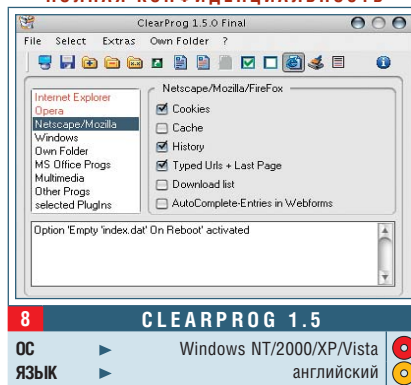 ПОЛНАЯ КОНФИДЕНЦИАЛЬНОСТЬ
ClearProg 1.5.0 Final
File Select Extras Own Folder ?
Internet Explorer
Opera
Netscape/Mozilla
Windows
Own Folder
MS Office Progs
Multimedia
Other Progs
selected PlugIns
Netscape/Mozilla/FireFox
Cookies
Cache
History
Typed Urls + Last Page
Download list
AutoComplete-Entries in Webforms
Option 'Empty 'index.dat' On Reboot' activated
8 CLEARPROG 1.5
ОС ► Windows NT/2000/XP/Vista
ЯЗЫК ► английский